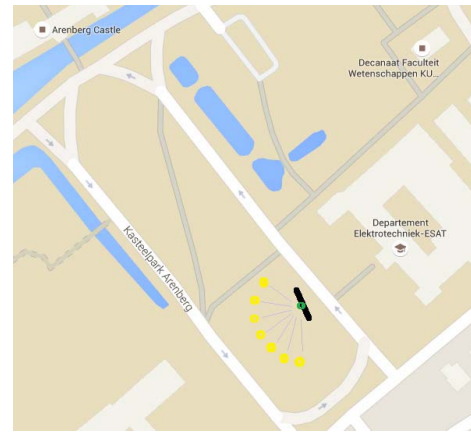 Arenberg Castle
Decanaat Faculteit
Wetenschappen KU...
Departement
Elektrotechniek-ESAT
Kasteelpark Arenberg